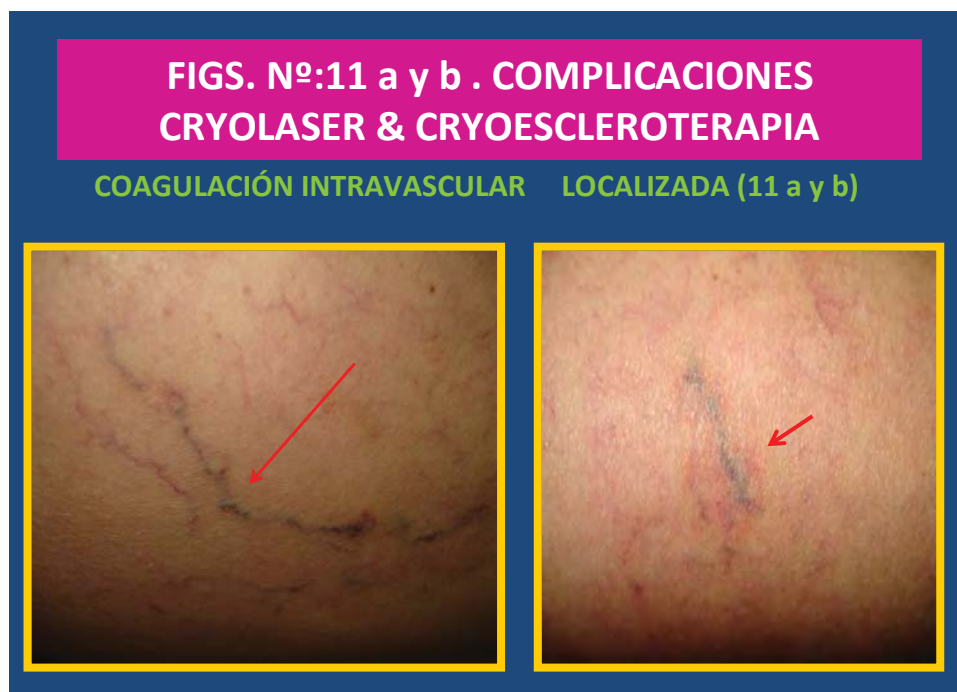 FIGS. Nº:11 a y b . COMPLICACIONES
CRYOLASER & CRYOESCLEROTERAPIA
COAGULACIÓN INTRAVASCULAR LOCALIZADA (11 a y b)